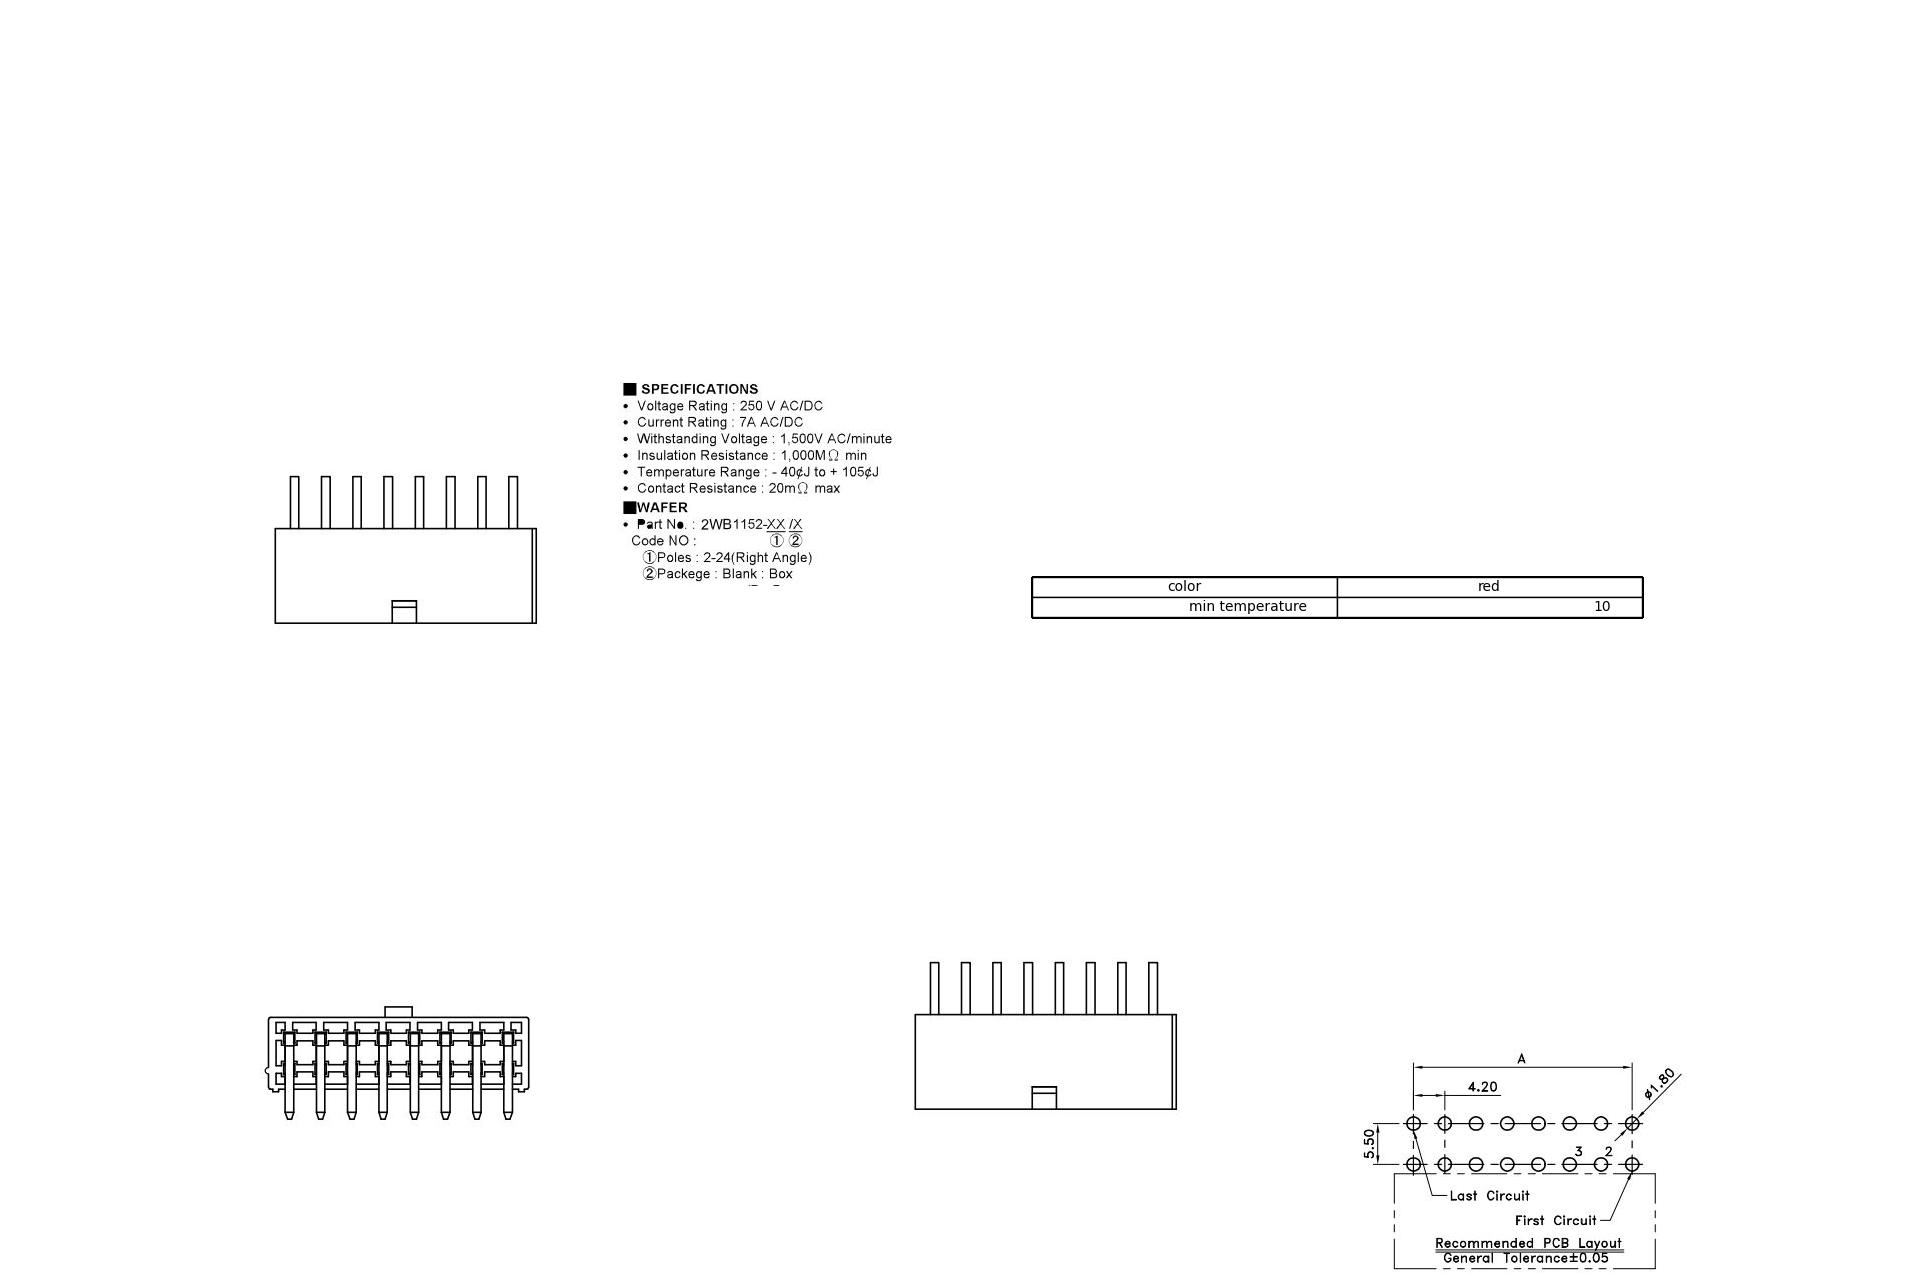 ■ SPECIFICATIONS
• Voltage Rating : 250 V AC/DC
• Current Rating : 7A AC/DC
• Withstanding Voltage : 1,500V AC/minute
• Insulation Resistance : 1,000MΩ min
• Temperature Range : - 40¢J to + 105¢J
• Contact Resistance : 20mΩ max
■WAFER
• Part No. : 2WB1152-XX /X
Code NO : ① ②
①Poles : 2-24(Right Angle)
②Packege : Blank : Box
color red
min temperature 10
A
4.20
ø1.80
5.50
3 2
Last Circuit
First Circuit
Recommended PCB Layout
General Tolerance±0.05